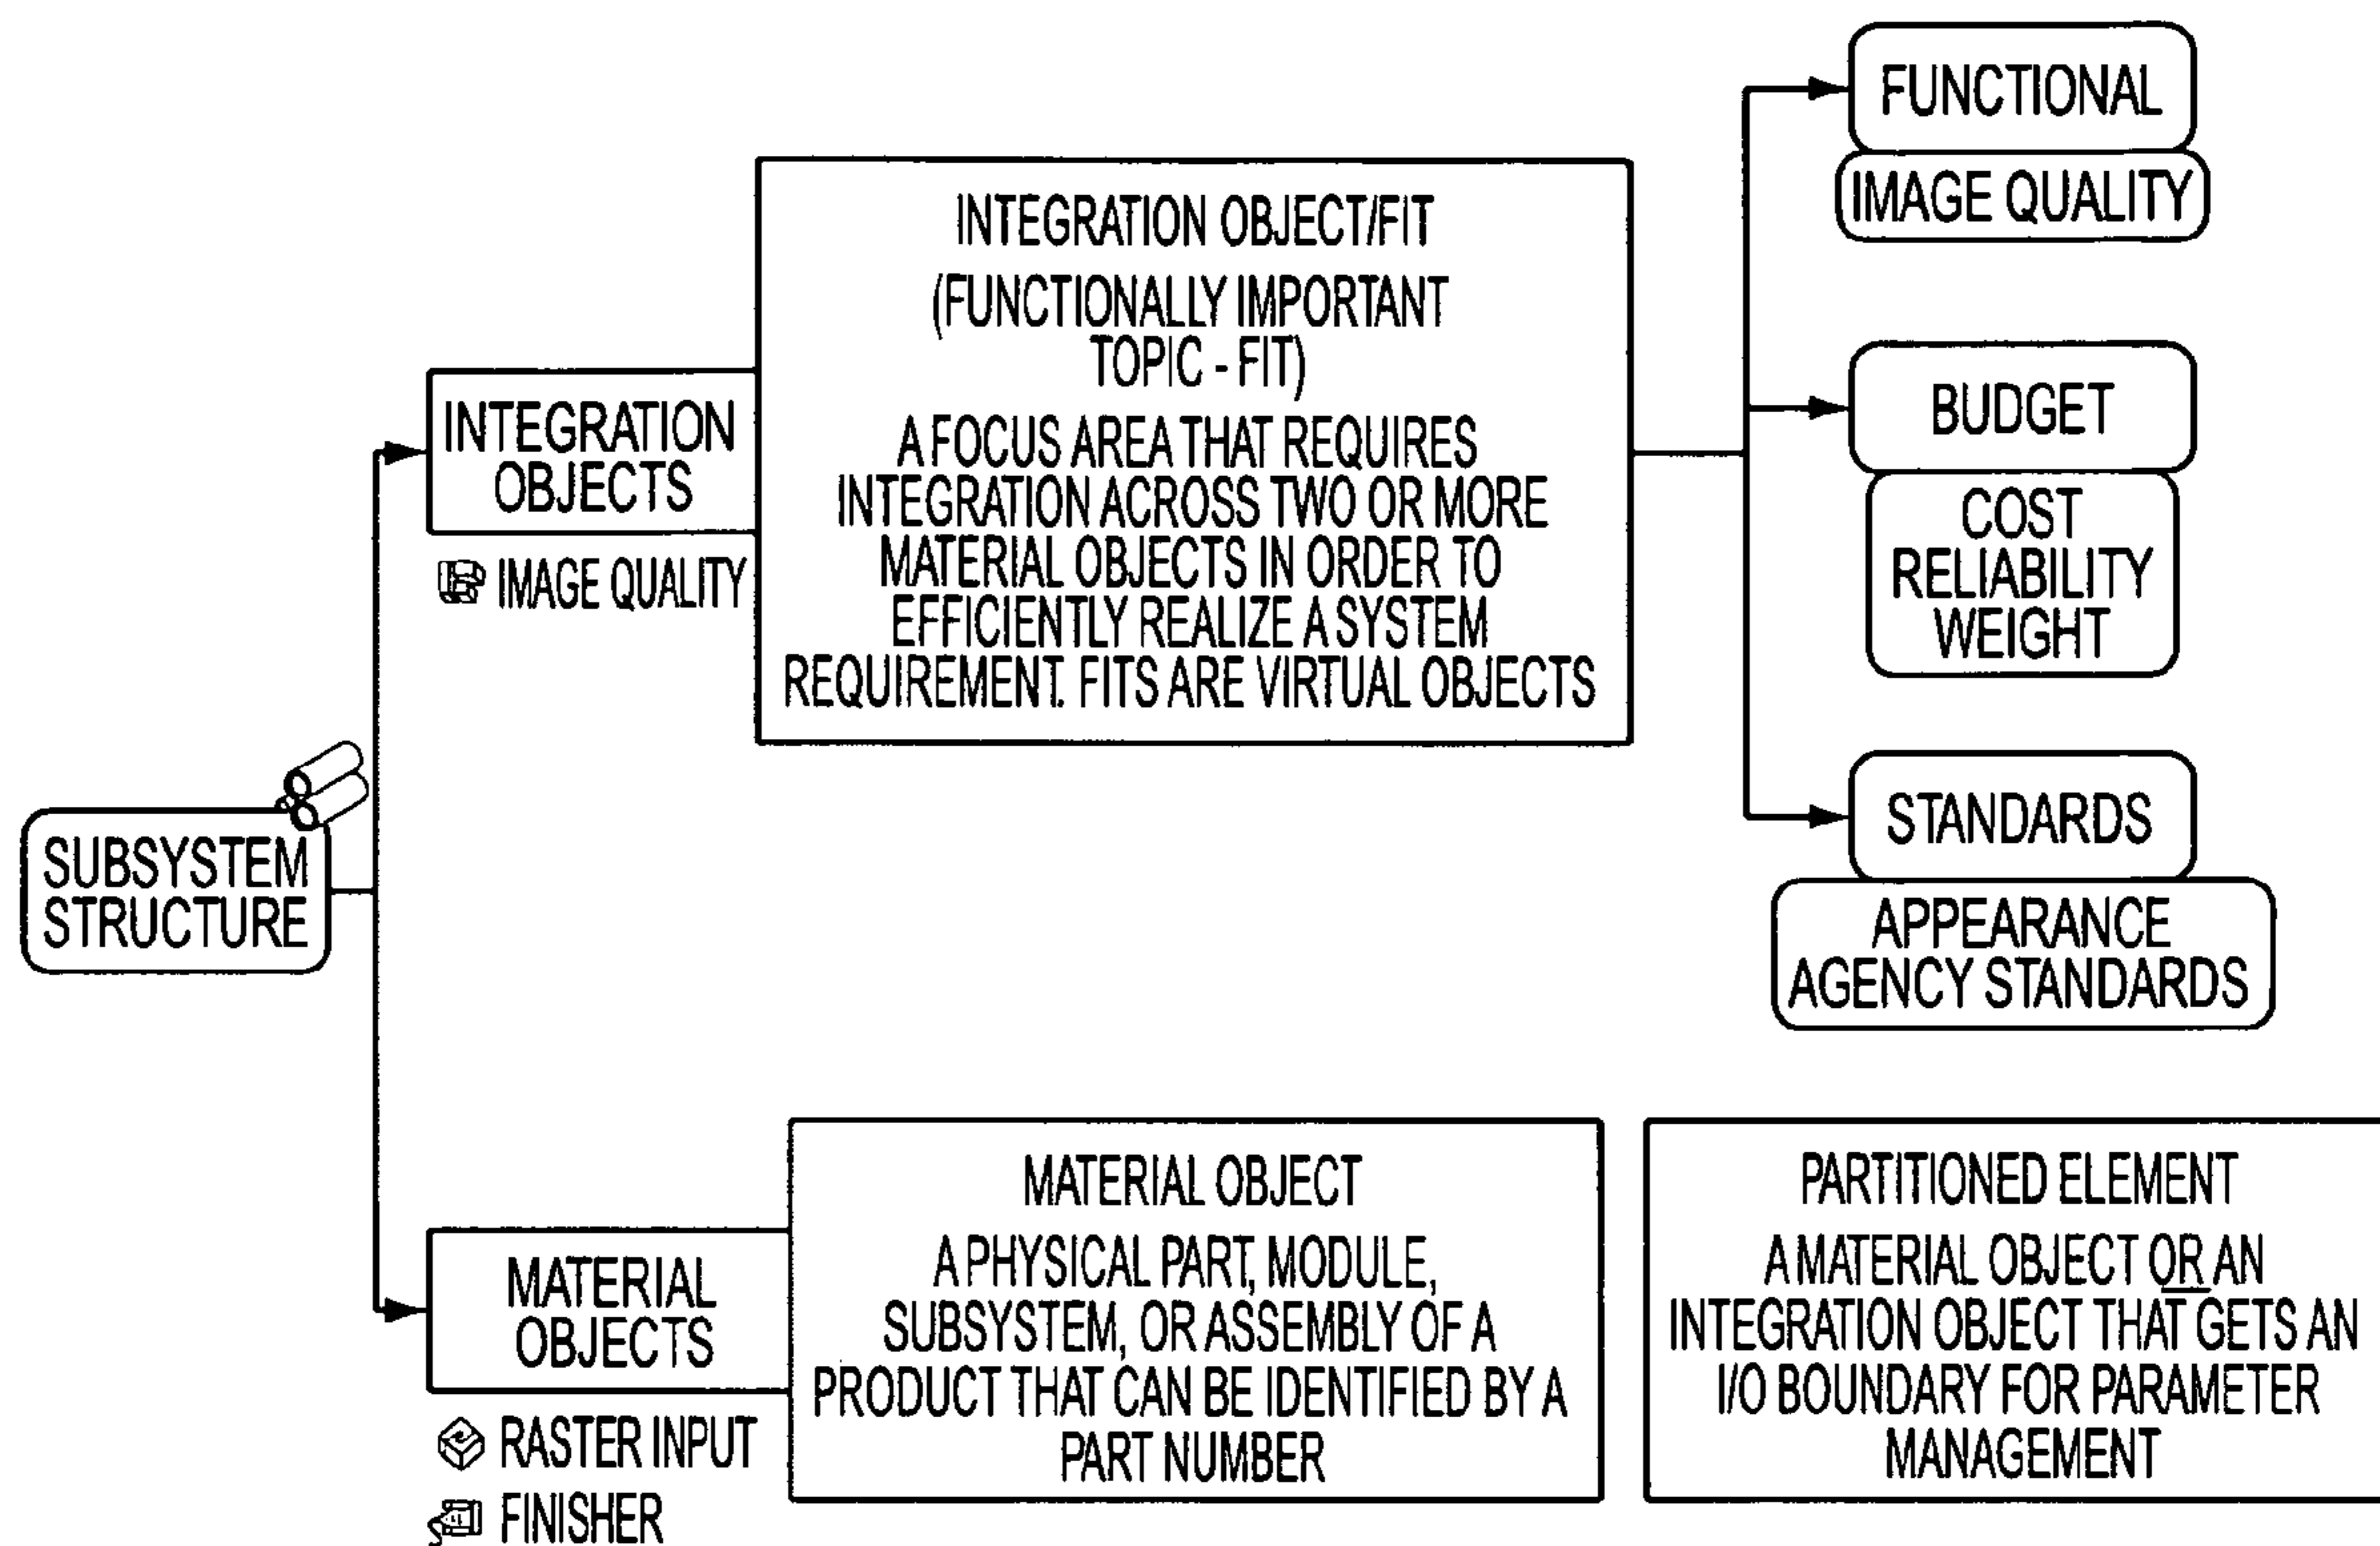 SUBSYSTEM
STRUCTURE
INTEGRATION
OBJECTS
IMAGE QUALITY
INTEGRATION OBJECT/FIT
(FUNCTIONALLY IMPORTANT
TOPIC - FIT)
A FOCUS AREA THAT REQUIRES
INTEGRATION ACROSS TWO OR MORE
MATERIAL OBJECTS IN ORDER TO
EFFICIENTLY REALIZE A SYSTEM
REQUIREMENT. FITS ARE VIRTUAL OBJECTS
FUNCTIONAL
IMAGE QUALITY
BUDGET
COST
RELIABILITY
WEIGHT
STANDARDS
APPEARANCE
AGENCY STANDARDS
MATERIAL
OBJECTS
RASTER INPUT
FINISHER
MATERIAL OBJECT
A PHYSICAL PART, MODULE,
SUBSYSTEM, OR ASSEMBLY OF A
PRODUCT THAT CAN BE IDENTIFIED BY A
PART NUMBER
PARTITIONED ELEMENT
A MATERIAL OBJECT OR AN
INTEGRATION OBJECT THAT GETS AN
I/O BOUNDARY FOR PARAMETER
MANAGEMENT